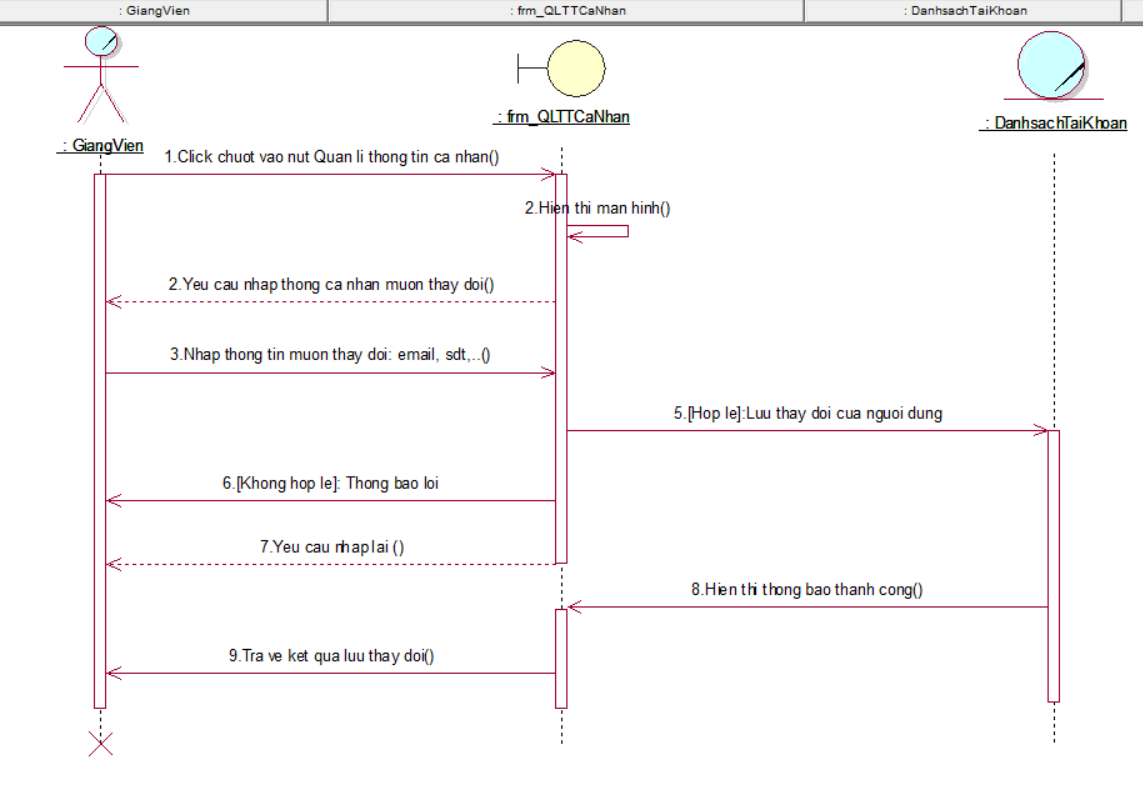 : GiangVien
: frm_QLTTCaNhan
: DanhsachTaiKhoan
: GiangVien
: frm_QLTTCaNhan
: DanhsachTaiKhoan
1.Click chuot vao nut Quan li thong tin ca nhan()
2.Hien thi man hinh()
2.Yeu cau nhap thong ca nhan muon thay doi()
3.Nhap thong tin muon thay doi: email, sdt,..()
5.[Hop le]:Luu thay doi cua nguoi dung
6.[Khong hop le]: Thong bao loi
7.Yeu cau nhap lai ()
8.Hien thi thong bao thanh cong()
9.Tra ve ket qua luu thay doi()